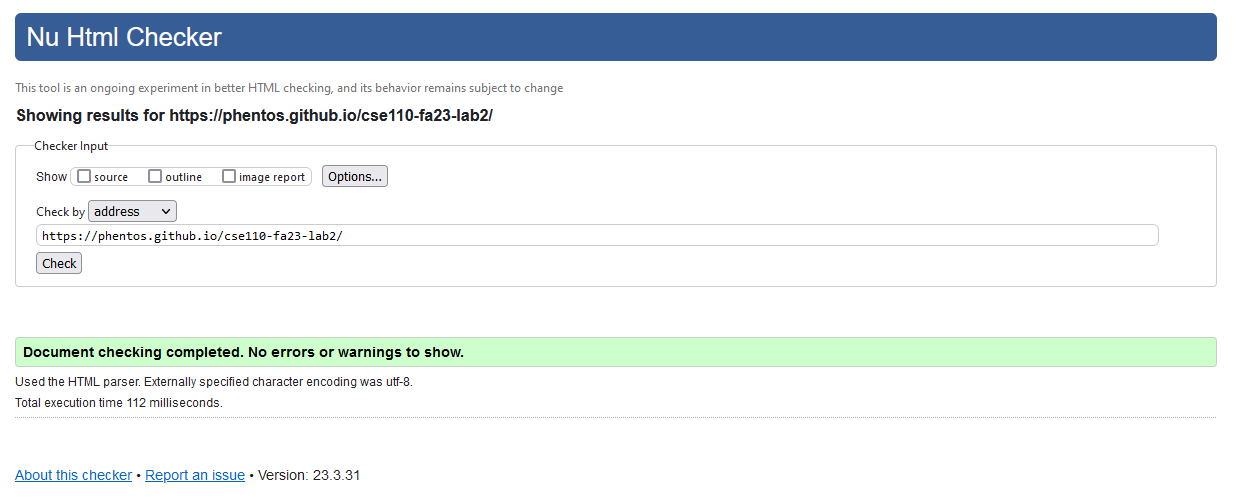 Nu Html Checker
This tool is an ongoing experiment in better HTML checking, and its behavior remains subject to change
Showing results for https://phentos.github.io/cse110-fa23-lab2/
Checker Input
Show source outline image report Options...
Check by address
https://phentos.github.io/cse110-fa23-lab2/
Check
Document checking completed. No errors or warnings to show.
Used the HTML parser. Externally specified character encoding was utf-8.
Total execution time 112 milliseconds.
About this checker • Report an issue • Version: 23.3.31